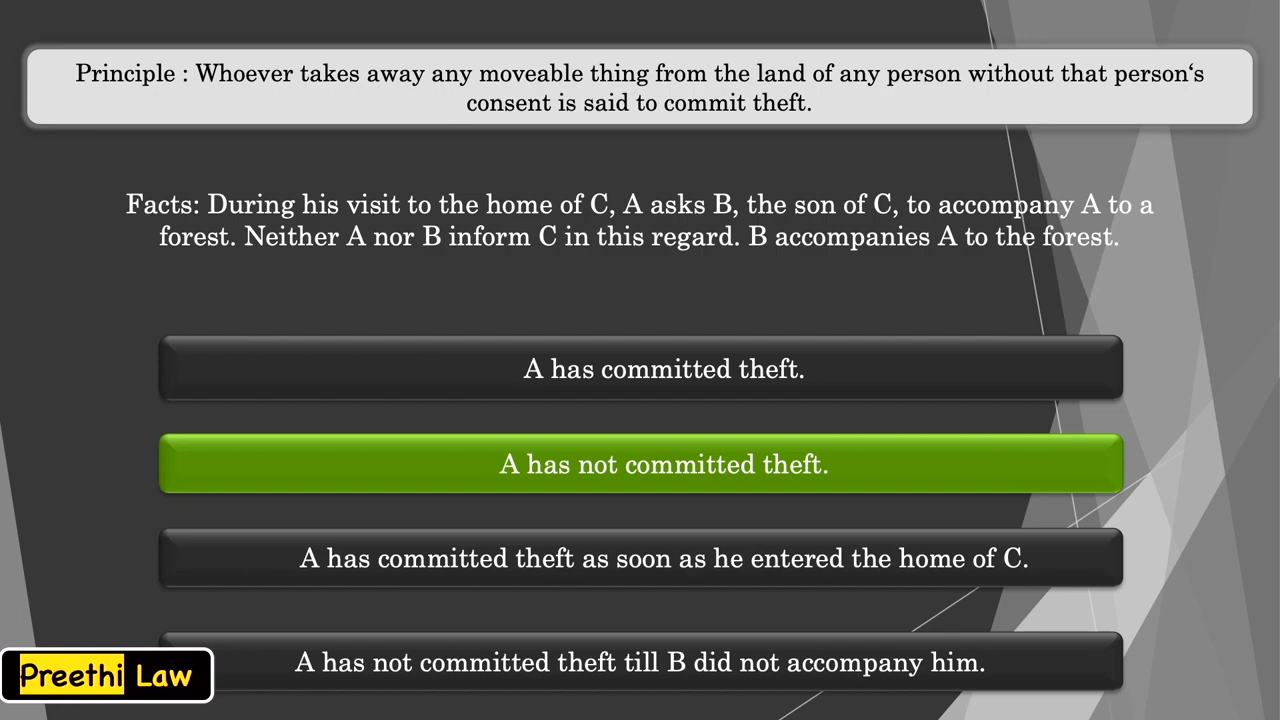 Principle : Whoever takes away any moveable thing from the land of any person without that person‘s
consent is said to commit theft.
Facts: During his visit to the home of C, A asks B, the son of C, to accompany A to a
forest. Neither A nor B inform C in this regard. B accompanies A to the forest.
A has committed theft.
A has not committed theft.
A has committed theft as soon as he entered the home of C.
A has not committed theft till B did not accompany him.
Preethi Law